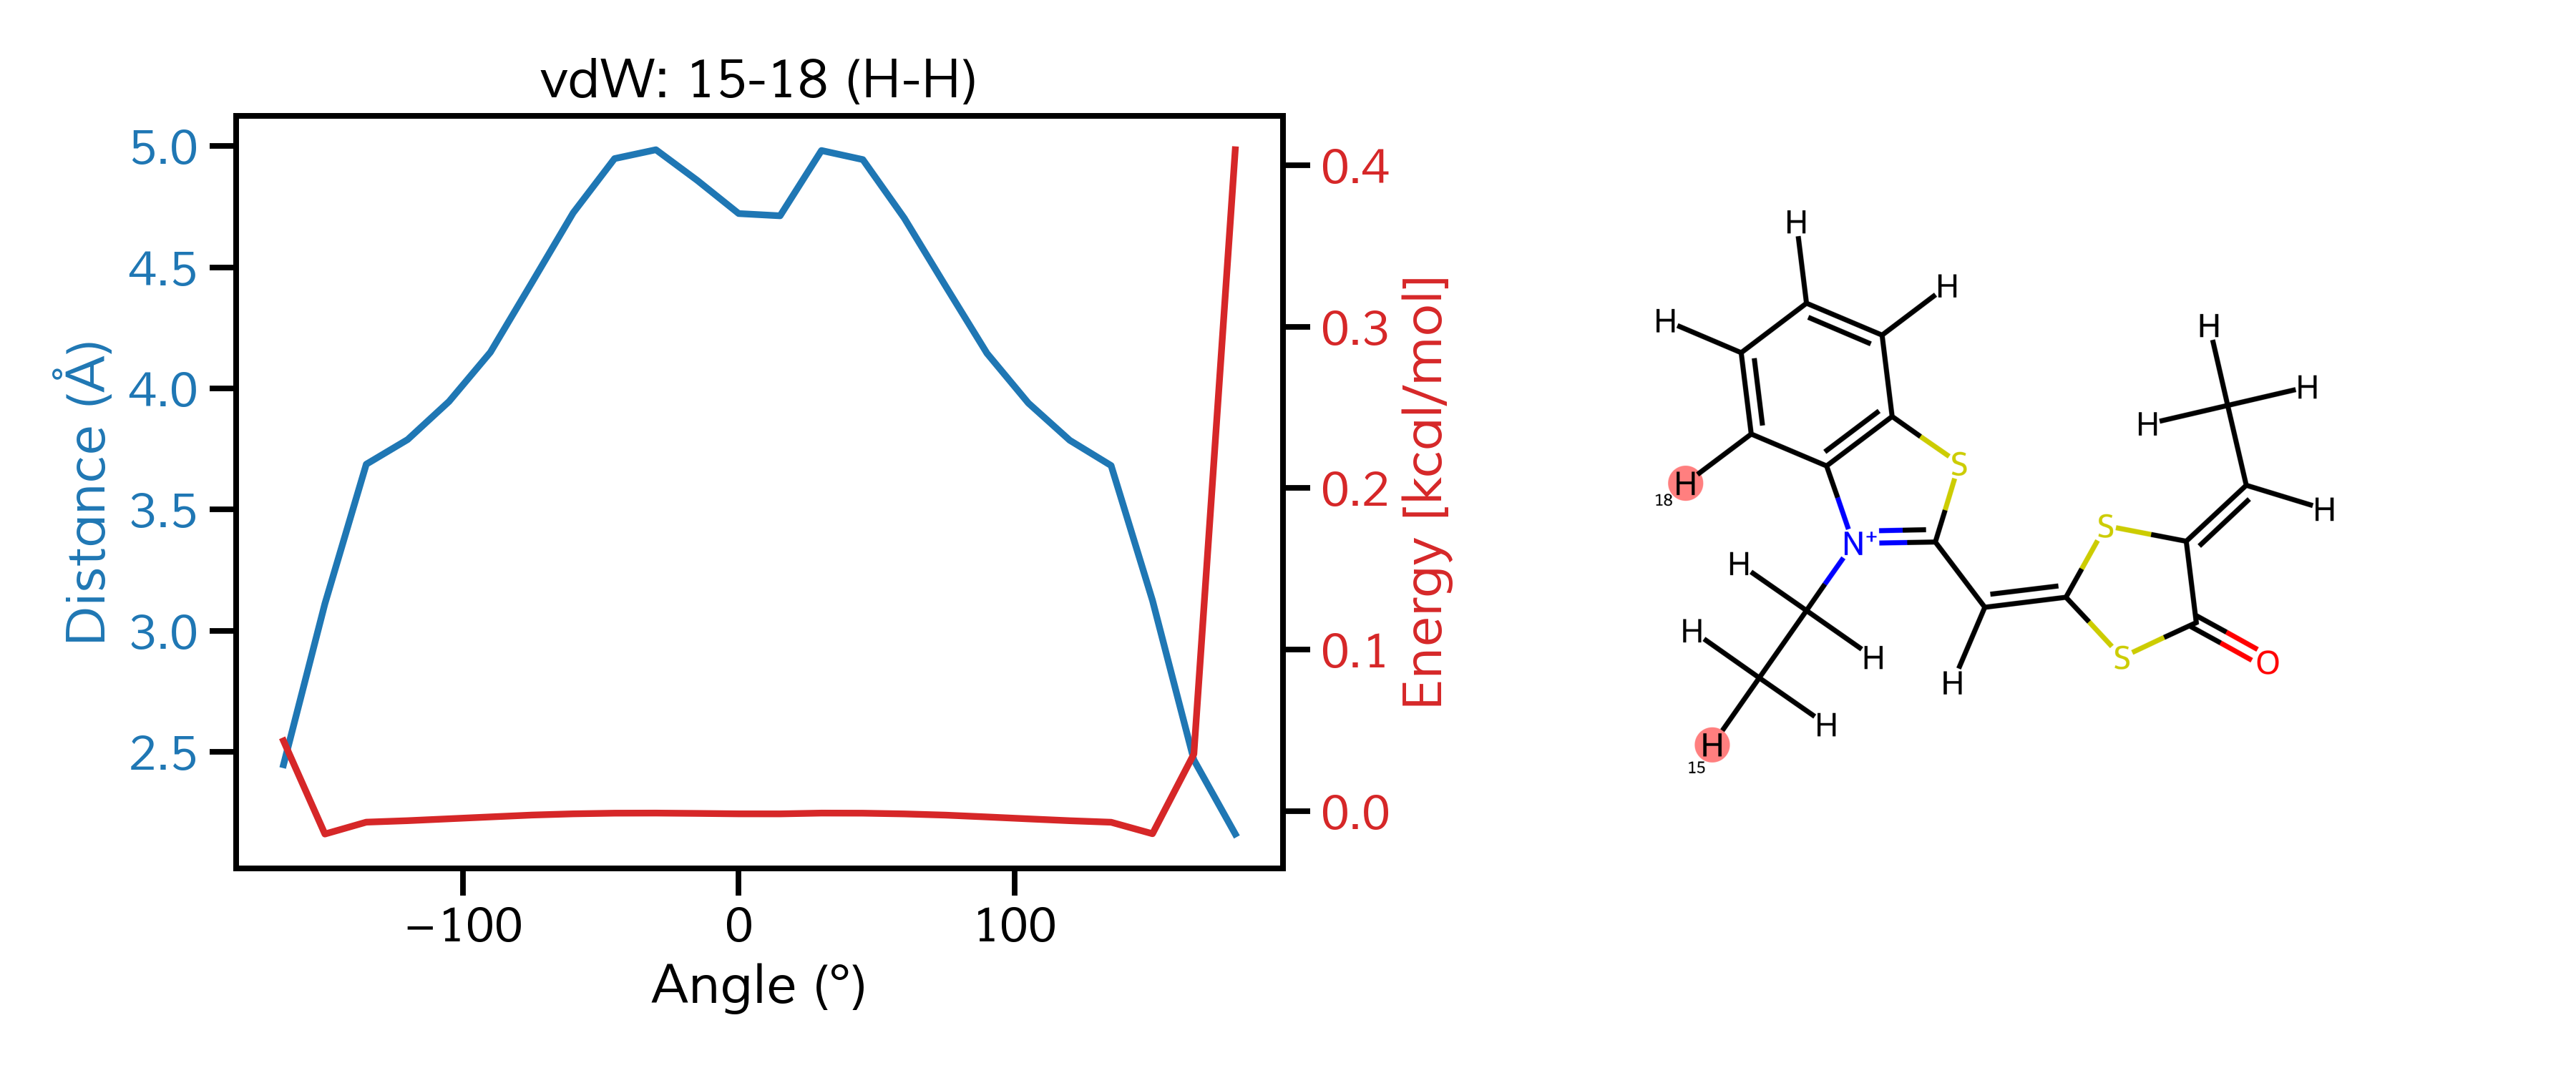 vdW: 15-18 (H-H)
5.0
4.5
4.0
3.5
3.0
2.5
Distance (Å)
0.4
0.3
0.2
0.1
0.0
Energy [kcal/mol]
−100 0 100
Angle (°)
H
H
H
H
H
H
H
S
H
18
H
S
N⁺
H
H
H
S
O
H
H
H
15